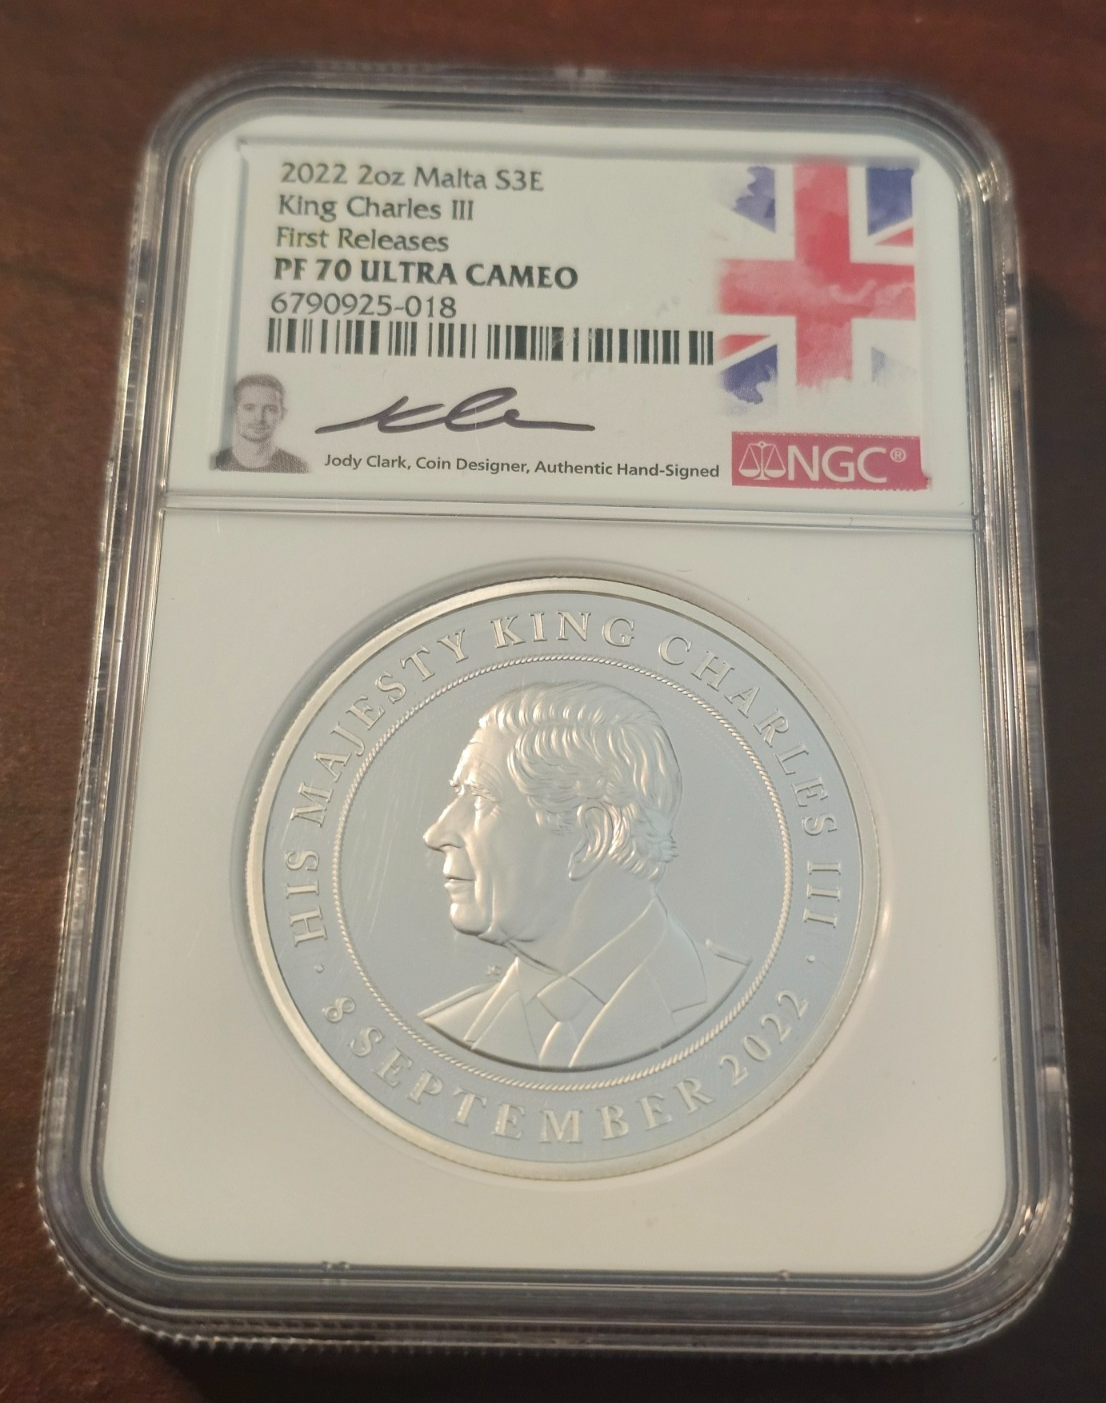 2022 2oz Malta S3E
King Charles III
First Releases
PF 70 ULTRA CAMEO
6790925-018
Jody Clark, Coin Designer, Authentic Hand-Signed
NGC®
· HIS MAJESTY KING CHARLES III ·
8 SEPTEMBER 2022
JC